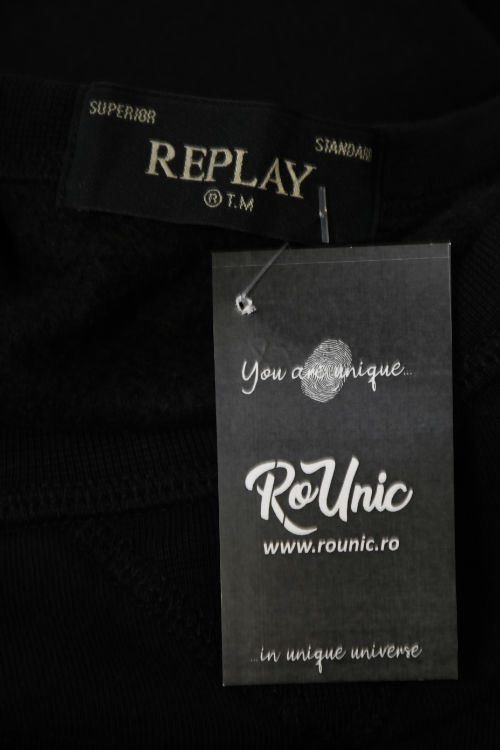 SUPERIOR
STANDARD
REPLAY
® T.M
You are unique...
RoUnic
www.rounic.ro
...in unique universe